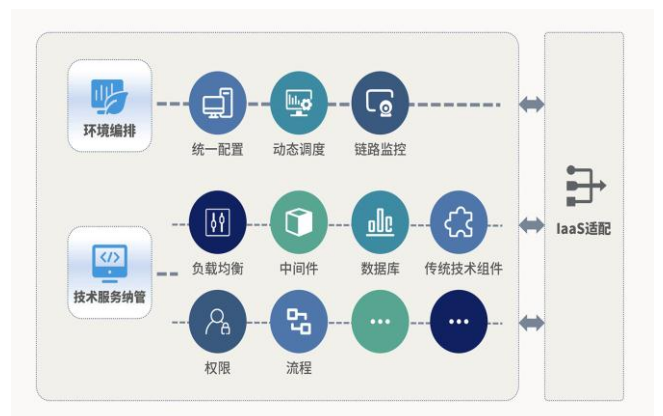 环境编排
统一配置
动态调度
链路监控
技术服务纳管
负载均衡
中间件
数据库
传统技术组件
权限
流程
IaaS适配